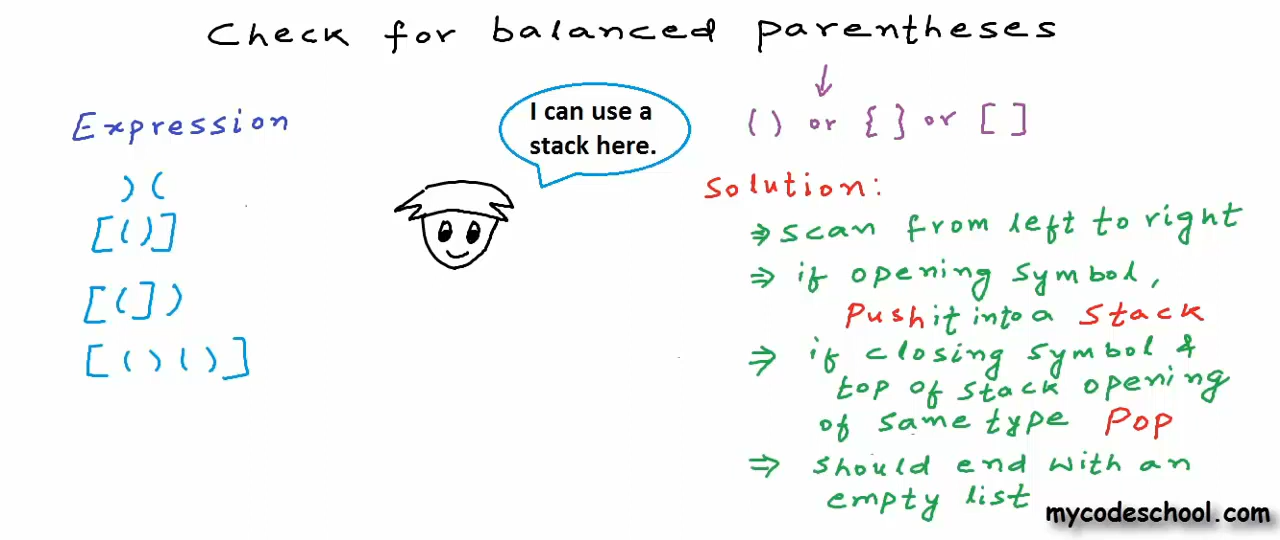 Check for balanced parentheses
Expression
)(
[()]
[(])
[()()]
I can use a
stack here.
() or {} or []
Solution:
⇒ scan from left to right
⇒ if opening symbol,
Push it into a stack
⇒ if closing symbol &
top of stack opening
of same type Pop
⇒ should end with an
empty list
mycodeschool.com